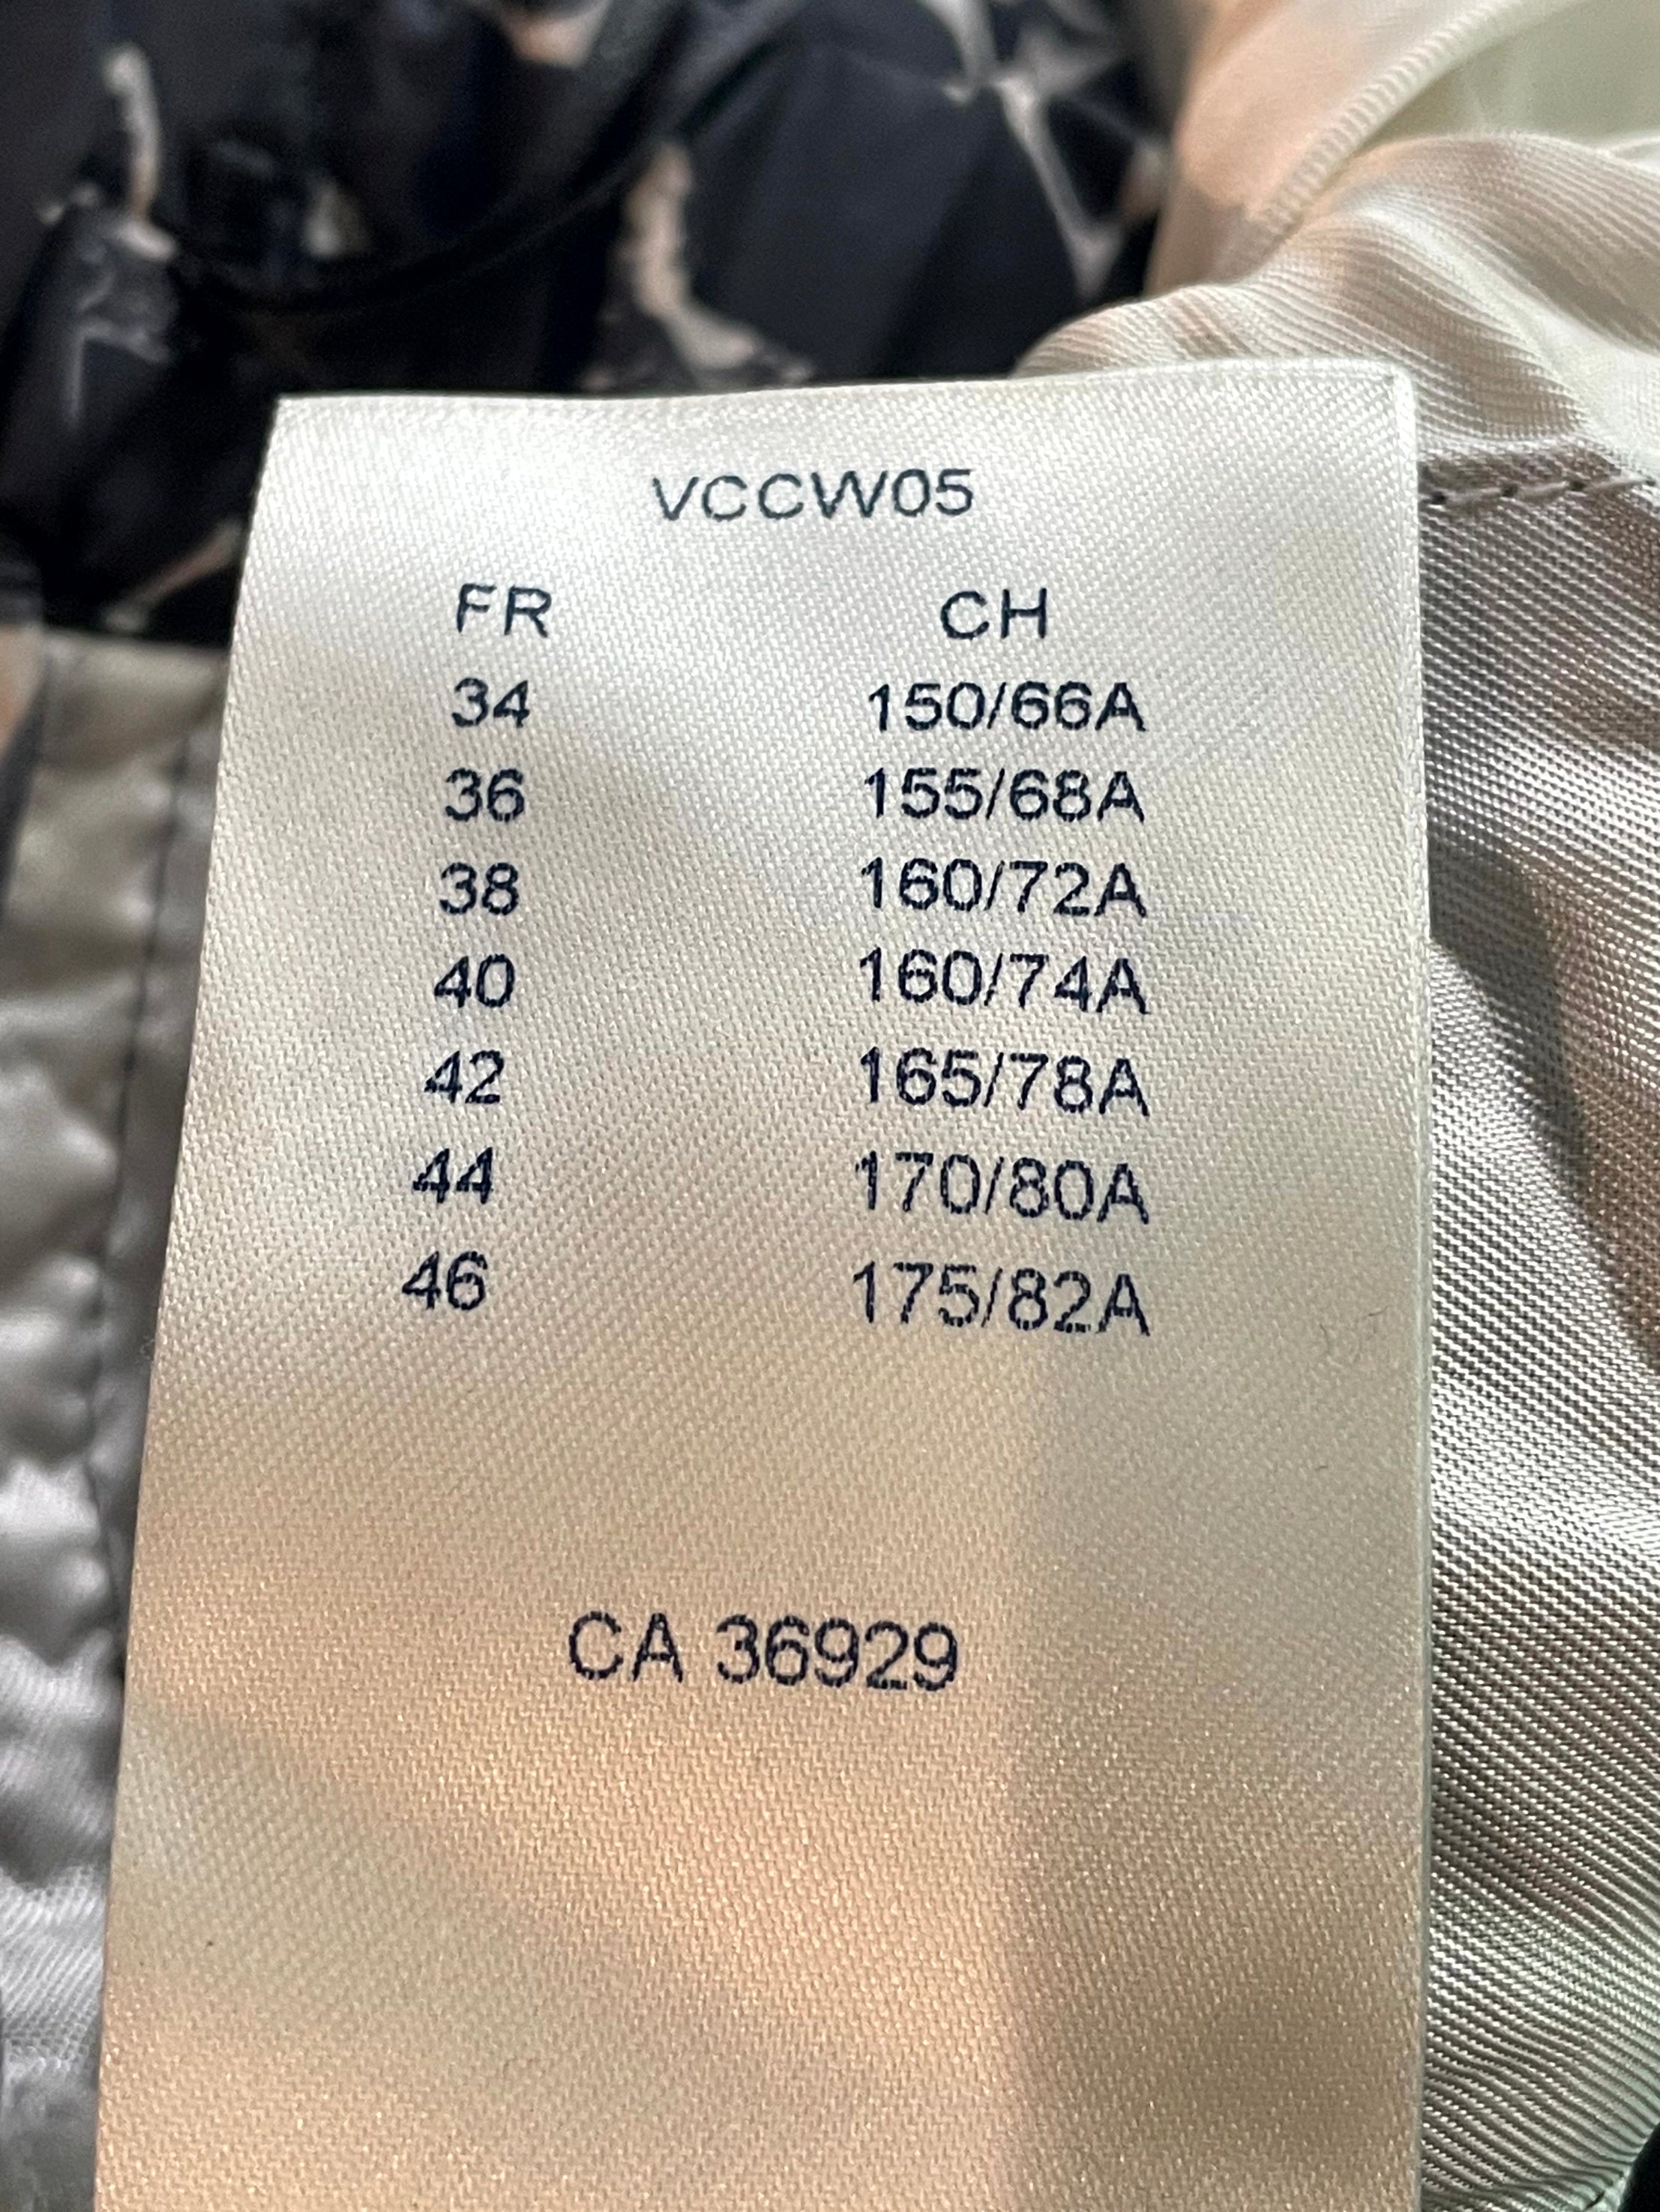 VCCW05
FR CH
34 150/66A
36 155/68A
38 160/72A
40 160/74A
42 165/78A
44 170/80A
46 175/82A
CA 36929